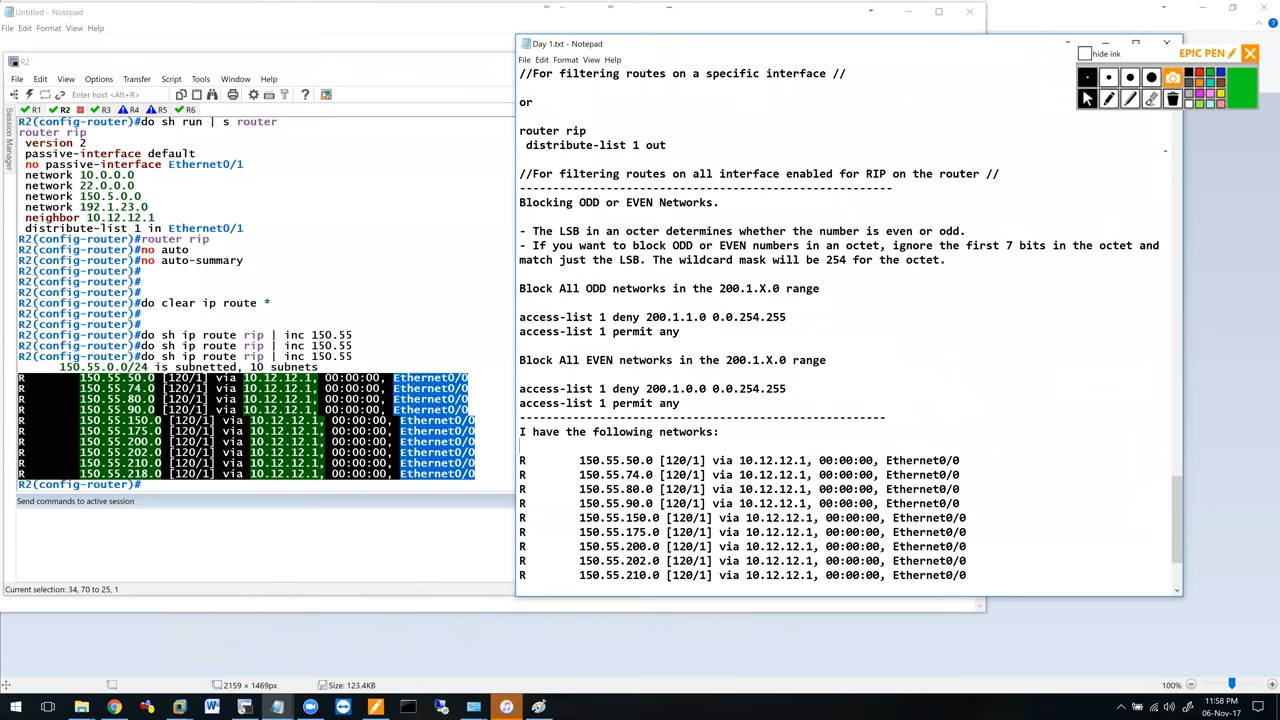 Untitled - Notepad
File Edit Format View Help
R2
File Edit View Options Transfer Script Tools Window Help
Enter host <Alt+R>
R1 R2 R3 R4 R5 R6
Session Manager
R2(config-router)#do sh run | s router
router rip
version 2
passive-interface default
no passive-interface Ethernet0/1
network 10.0.0.0
network 22.0.0.0
network 150.5.0.0
network 192.1.23.0
neighbor 10.12.12.1
distribute-list 1 in Ethernet0/1
R2(config-router)#router rip
R2(config-router)#no auto
R2(config-router)#no auto-summary
R2(config-router)#
R2(config-router)#
R2(config-router)#
R2(config-router)#do clear ip route *
R2(config-router)#
R2(config-router)#
R2(config-router)#do sh ip route rip | inc 150.55
R2(config-router)#do sh ip route rip | inc 150.55
R2(config-router)#do sh ip route rip | inc 150.55
150.55.0.0/24 is subnetted, 10 subnets
R 150.55.50.0 [120/1] via 10.12.12.1, 00:00:00, Ethernet0/0
R 150.55.74.0 [120/1] via 10.12.12.1, 00:00:00, Ethernet0/0
R 150.55.80.0 [120/1] via 10.12.12.1, 00:00:00, Ethernet0/0
R 150.55.90.0 [120/1] via 10.12.12.1, 00:00:00, Ethernet0/0
R 150.55.150.0 [120/1] via 10.12.12.1, 00:00:00, Ethernet0/0
R 150.55.175.0 [120/1] via 10.12.12.1, 00:00:00, Ethernet0/0
R 150.55.200.0 [120/1] via 10.12.12.1, 00:00:00, Ethernet0/0
R 150.55.202.0 [120/1] via 10.12.12.1, 00:00:00, Ethernet0/0
R 150.55.210.0 [120/1] via 10.12.12.1, 00:00:00, Ethernet0/0
R 150.55.218.0 [120/1] via 10.12.12.1, 00:00:00, Ethernet0/0
R2(config-router)#
Send commands to active session
Current selection: 34, 70 to 25, 1
Day 1.txt - Notepad
File Edit Format View Help
//For filtering routes on a specific interface //
or
router rip
distribute-list 1 out
//For filtering routes on all interface enabled for RIP on the router //
-------------------------------------------------------
Blocking ODD or EVEN Networks.
- The LSB in an octer determines whether the number is even or odd.
- If you want to block ODD or EVEN numbers in an octet, ignore the first 7 bits in the octet and
match just the LSB. The wildcard mask will be 254 for the octet.
Block All ODD networks in the 200.1.X.0 range
access-list 1 deny 200.1.1.0 0.0.254.255
access-list 1 permit any
Block All EVEN networks in the 200.1.X.0 range
access-list 1 deny 200.1.0.0 0.0.254.255
access-list 1 permit any
------------------------------------------------------
I have the following networks:
R 150.55.50.0 [120/1] via 10.12.12.1, 00:00:00, Ethernet0/0
R 150.55.74.0 [120/1] via 10.12.12.1, 00:00:00, Ethernet0/0
R 150.55.80.0 [120/1] via 10.12.12.1, 00:00:00, Ethernet0/0
R 150.55.90.0 [120/1] via 10.12.12.1, 00:00:00, Ethernet0/0
R 150.55.150.0 [120/1] via 10.12.12.1, 00:00:00, Ethernet0/0
R 150.55.175.0 [120/1] via 10.12.12.1, 00:00:00, Ethernet0/0
R 150.55.200.0 [120/1] via 10.12.12.1, 00:00:00, Ethernet0/0
R 150.55.202.0 [120/1] via 10.12.12.1, 00:00:00, Ethernet0/0
R 150.55.210.0 [120/1] via 10.12.12.1, 00:00:00, Ethernet0/0
hide ink
EPIC PEN
2159 × 1469px
Size: 123.4KB
100%
11:58 PM
06-Nov-17